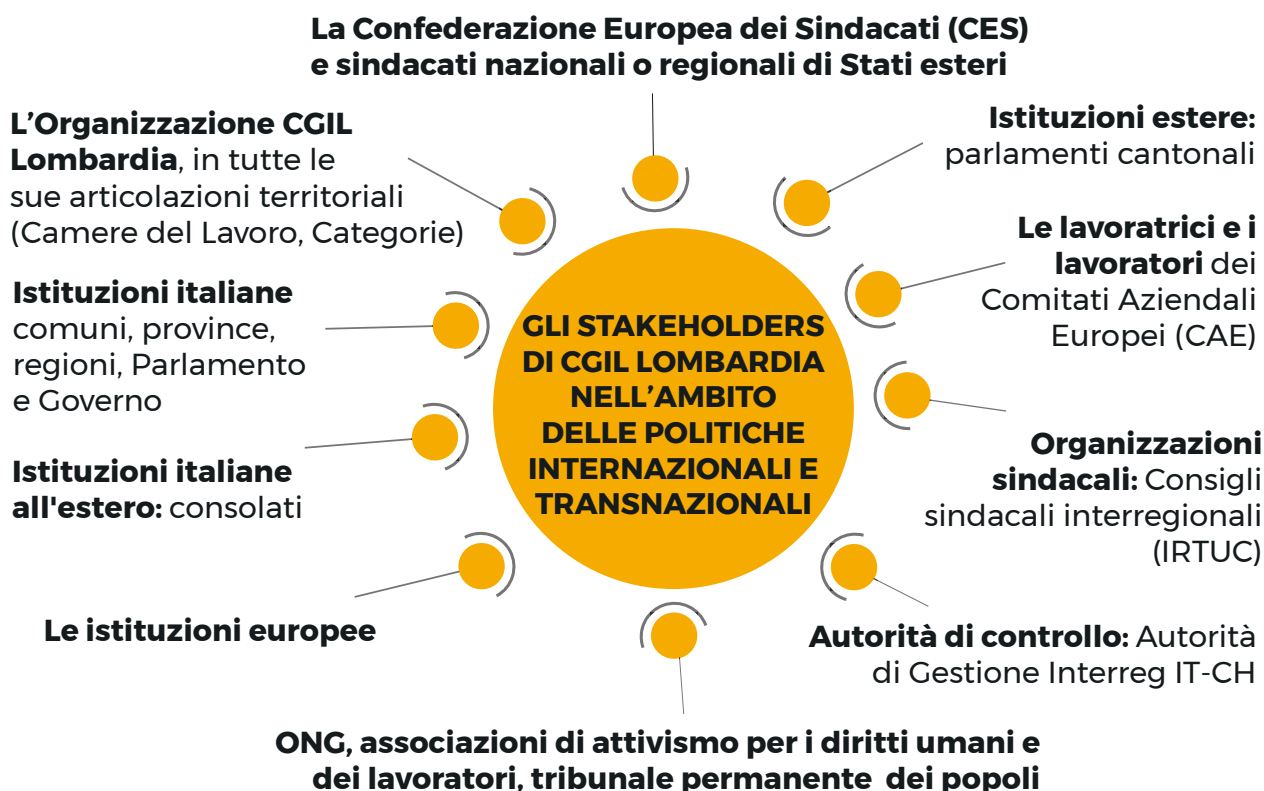 La Confederazione Europea dei Sindacati (CES)
e sindacati nazionali o regionali di Stati esteri
L’Organizzazione CGIL
Lombardia, in tutte le
sue articolazioni territoriali
(Camere del Lavoro, Categorie)
Istituzioni italiane
comuni, province,
regioni, Parlamento
e Governo
Istituzioni italiane
all'estero: consolati
Le istituzioni europee
GLI STAKEHOLDERS
DI CGIL LOMBARDIA
NELL’AMBITO
DELLE POLITICHE
INTERNAZIONALI E
TRANSNAZIONALI
Istituzioni estere:
parlamenti cantonali
Le lavoratrici e i
lavoratori dei
Comitati Aziendali
Europei (CAE)
Organizzazioni
sindacali: Consigli
sindacali interregionali
(IRTUC)
Autorità di controllo: Autorità
di Gestione Interreg IT-CH
ONG, associazioni di attivismo per i diritti umani e
dei lavoratori, tribunale permanente dei popoli